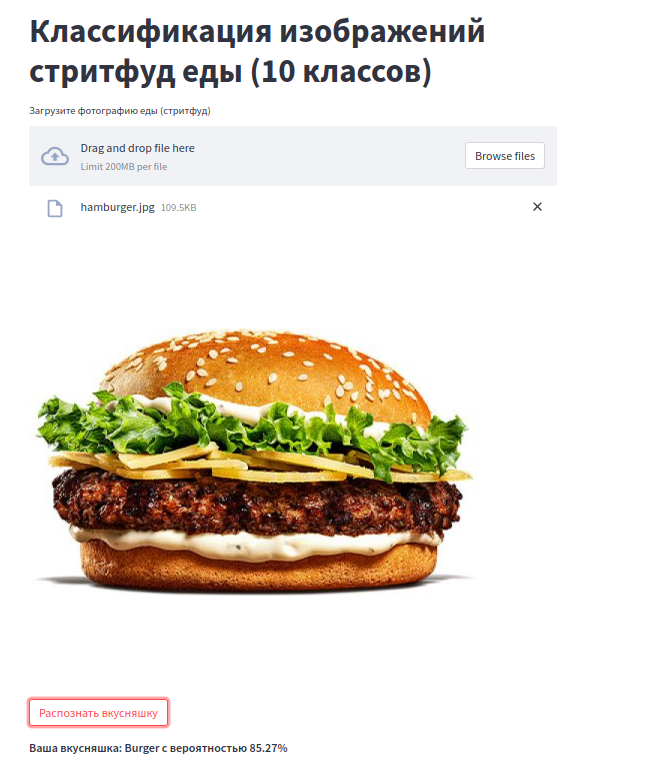 Классификация изображений
стритфуд еды (10 классов)
Загрузите фотографию еды (стритфуд)
Drag and drop file here
Limit 200MB per file
Browse files
hamburger.jpg 109.5KB
Распознать вкусняшку
Ваша вкусняшка: Burger с вероятностью 85.27%